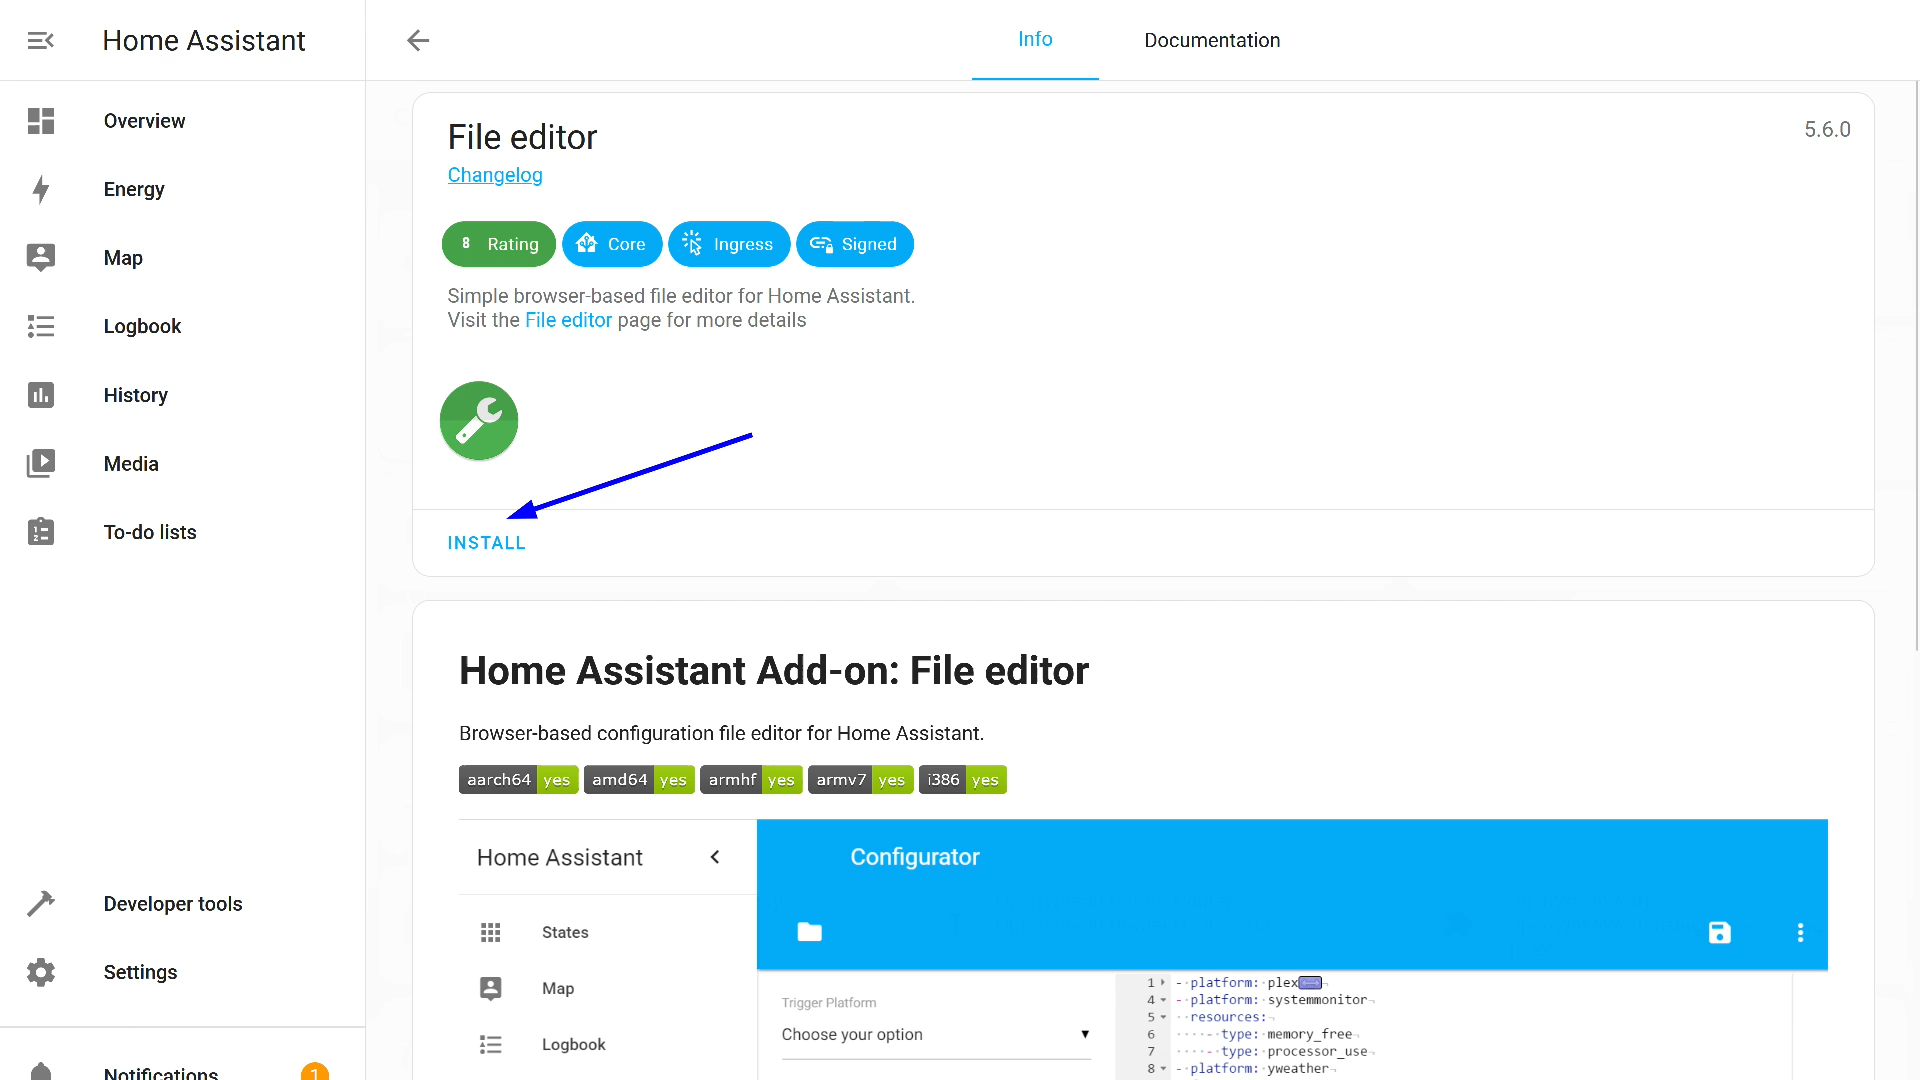 Home Assistant
Info
Documentation
Overview
Energy
Map
Logbook
History
Media
To-do lists
Developer tools
Settings
Notifications
1
File editor
5.6.0
Changelog
8 Rating
Core
Ingress
Signed
Simple browser-based file editor for Home Assistant.
Visit the File editor page for more details
INSTALL
Home Assistant Add-on: File editor
Browser-based configuration file editor for Home Assistant.
aarch64 yes
amd64 yes
armhf yes
armv7 yes
i386 yes
Home Assistant
Configurator
States
Map
Logbook
Trigger Platform
Choose your option
1 - platform: plex
4 - platform: systemmonitor
5 resources:
6 - type: memory_free
7 - type: processor_use
8 - platform: yweather